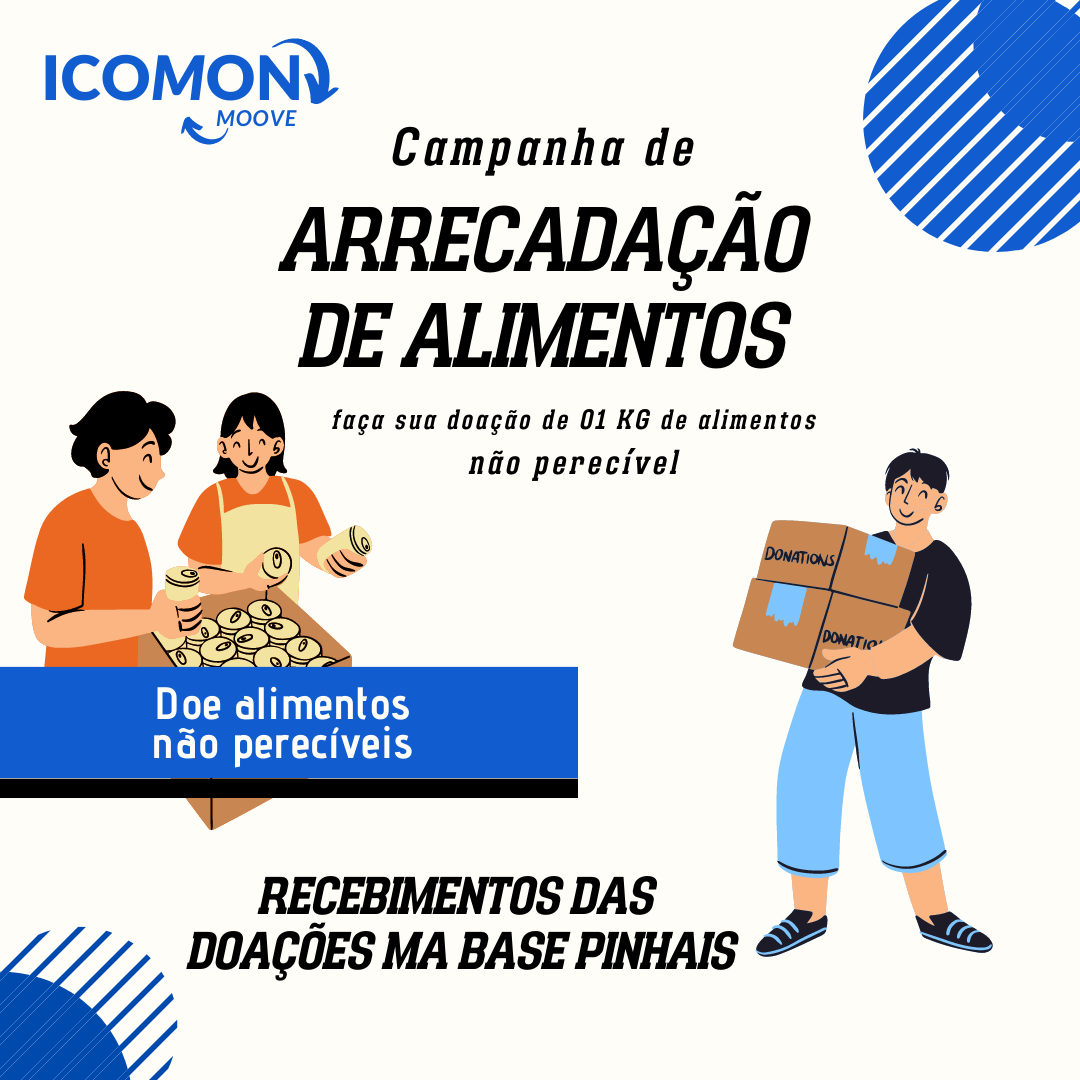 ICOMON
MOOVE
Campanha de
ARRECADAÇÃO
DE ALIMENTOS
faça sua doação de 01 KG de alimentos
não perecível
DONATIONS
DONATIO
Doe alimentos
não perecíveis
RECEBIMENTOS DAS
DOAÇÕES MA BASE PINHAIS